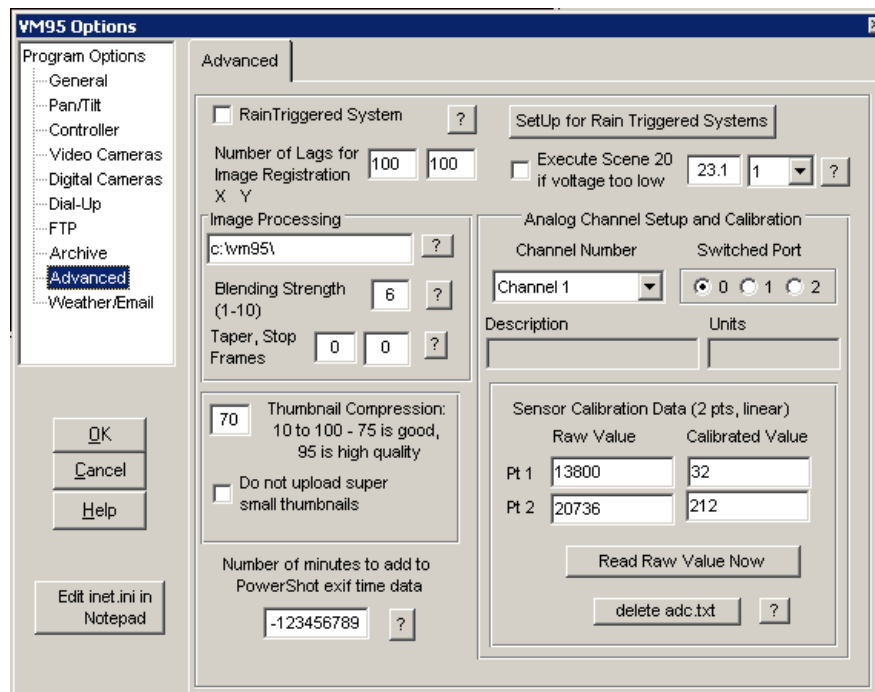 VM95 Options
Program Options
General
Pan/Tilt
Controller
Video Cameras
Digital Cameras
Dial-Up
FTP
Archive
Advanced
Weather/Email
OK
Cancel
Help
Edit inet.ini in
Notepad
Advanced
RainTriggered System
?
Number of Lags for
Image Registration
X Y
100
100
Image Processing
c:\vm95\
?
Blending Strength
(1-10)
6
?
Taper, Stop
Frames
0
0
?
70
Thumbnail Compression:
10 to 100 - 75 is good,
95 is high quality
Do not upload super
small thumbnails
Number of minutes to add to
PowerShot exif time data
-123456789
?
SetUp for Rain Triggered Systems
Execute Scene 20
if voltage too low
23.1
1
?
Analog Channel Setup and Calibration
Channel Number
Switched Port
Channel 1
0 1 2
Description
Units
Sensor Calibration Data (2 pts, linear)
Raw Value
Calibrated Value
Pt 1
13800
32
Pt 2
20736
212
Read Raw Value Now
delete adc.txt
?